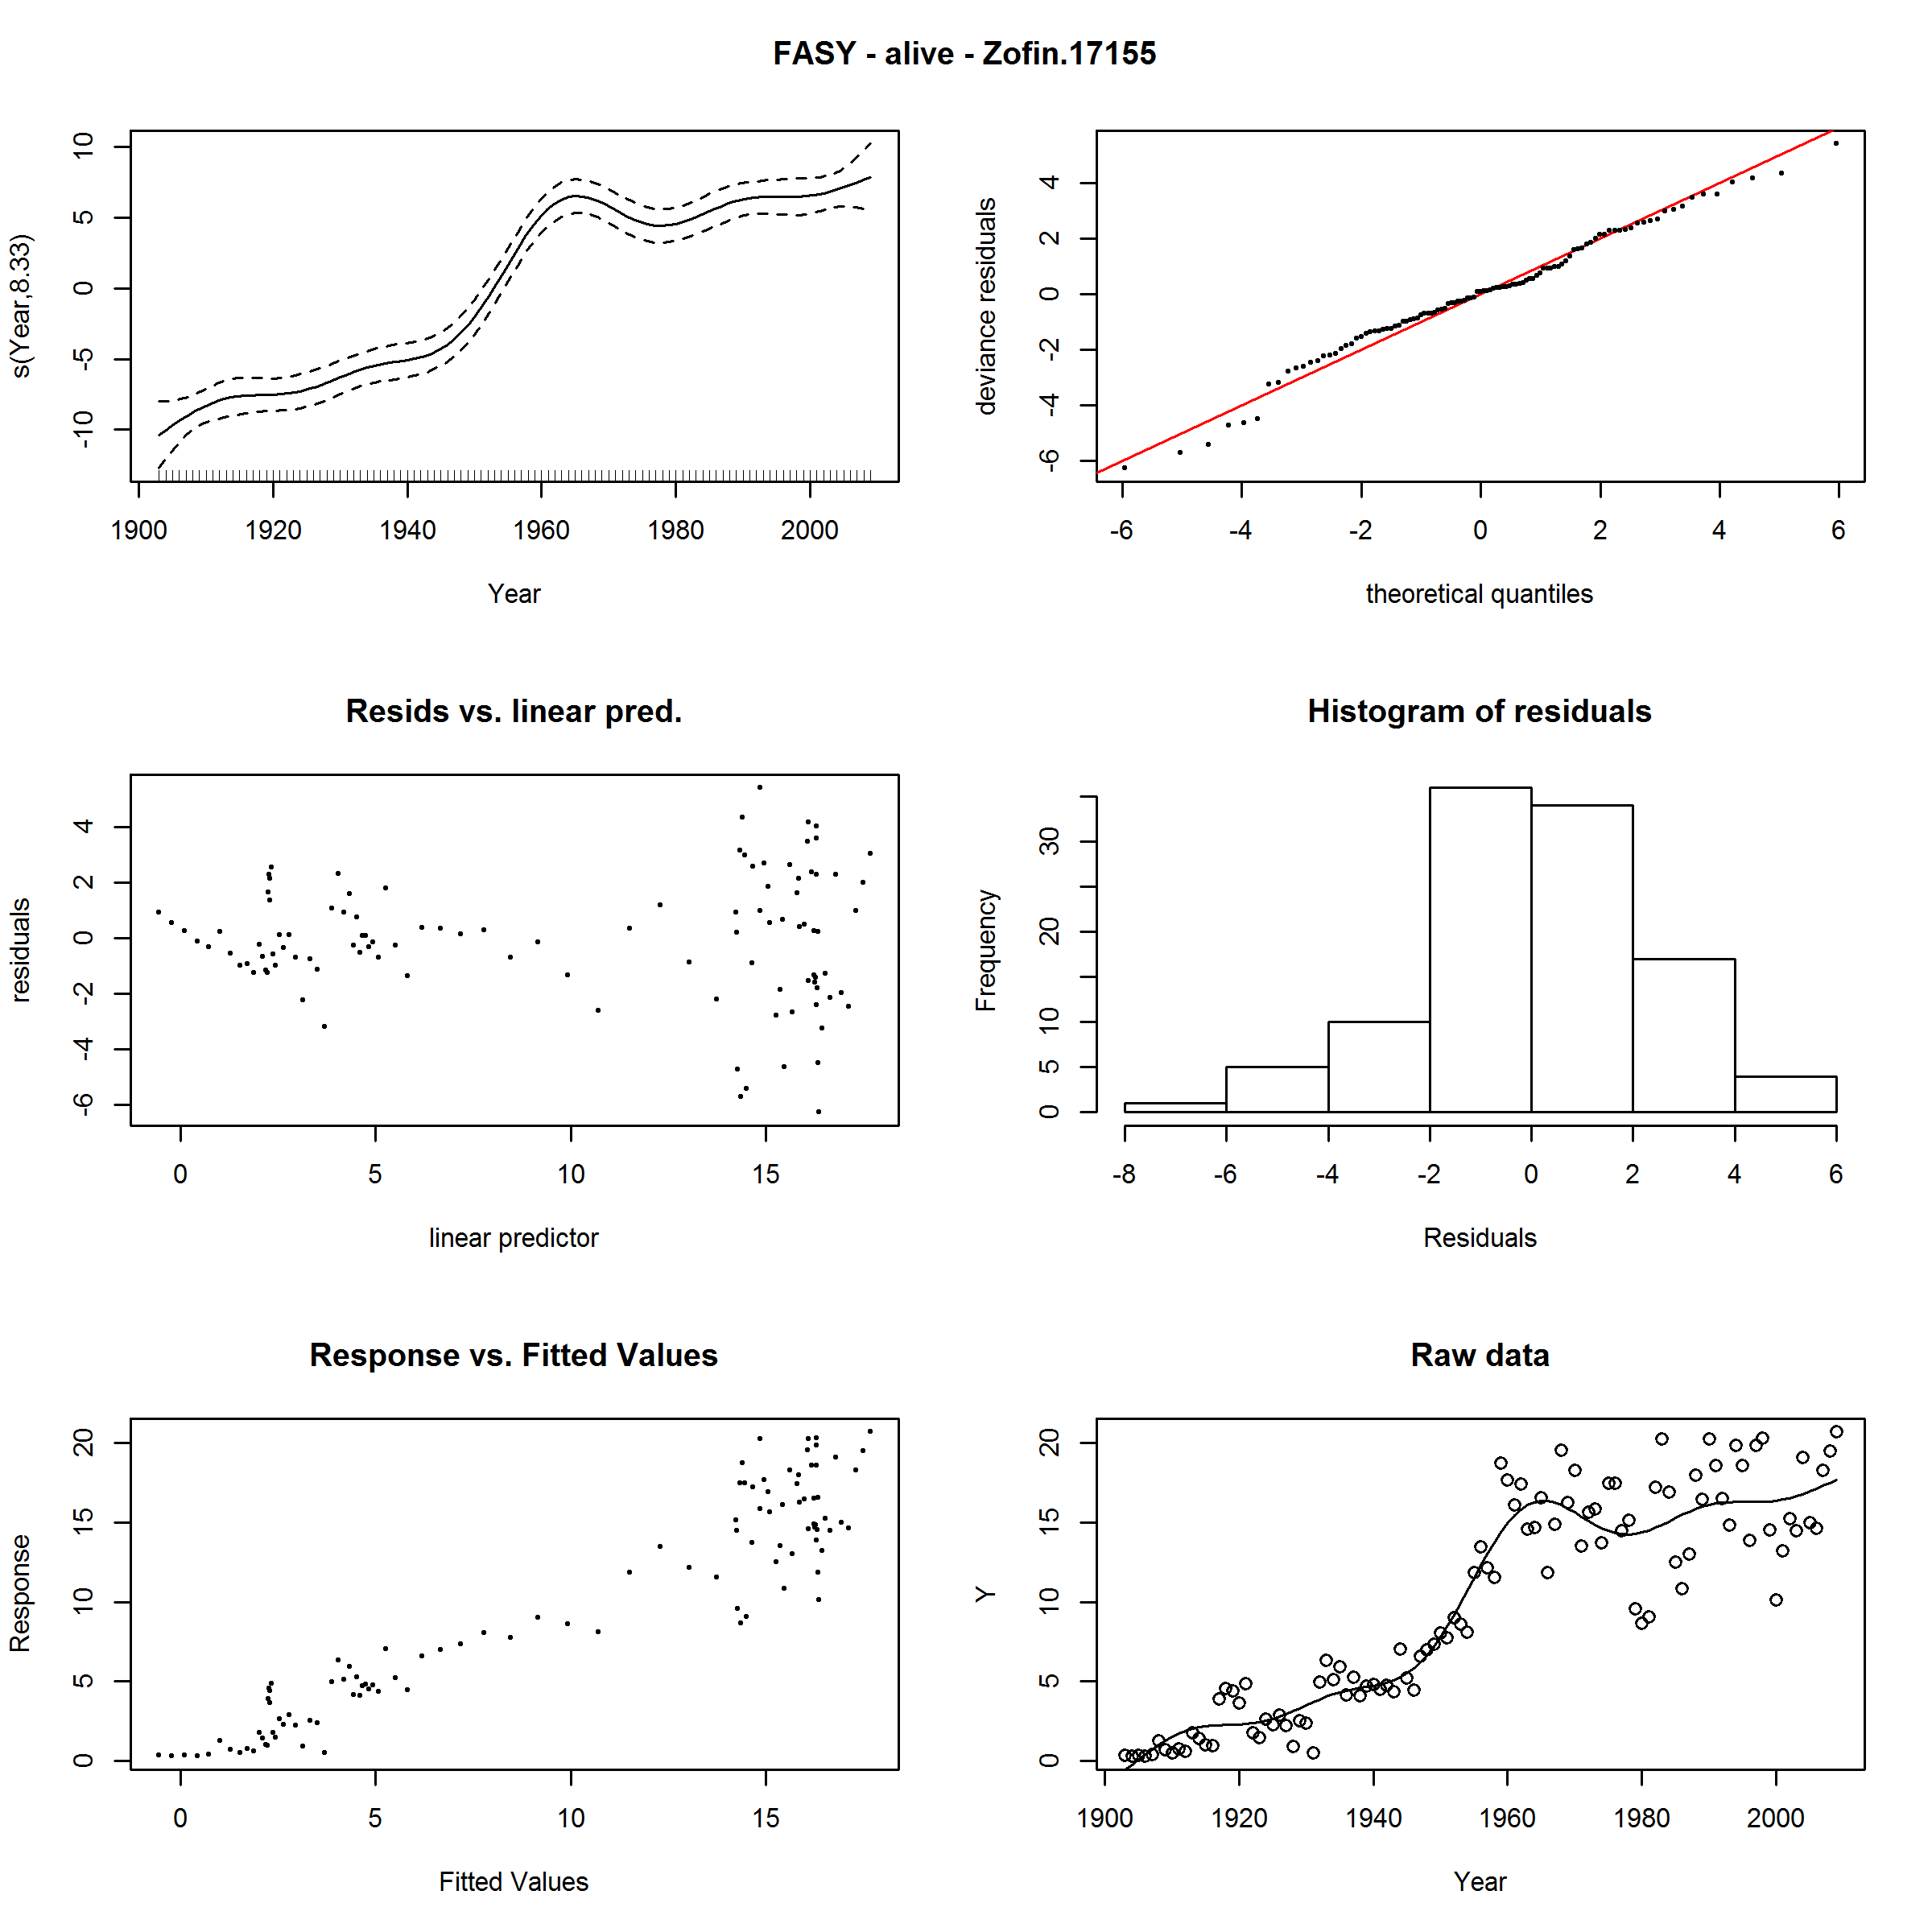 FASY - alive - Zofin.17155
s(Year,8.33)
10
5
0
-5
-10
1900 1920 1940 1960 1980 2000
Year
deviance residuals
4
2
0
-2
-4
-6
-6 -4 -2 0 2 4 6
theoretical quantiles
Resids vs. linear pred.
residuals
4
2
0
-2
-4
-6
0 5 10 15
linear predictor
Histogram of residuals
Frequency
30
20
10
5
0
-8 -6 -4 -2 0 2 4 6
Residuals
Response vs. Fitted Values
Response
20
15
10
5
0
0 5 10 15
Fitted Values
Raw data
Y
20
15
10
5
0
1900 1920 1940 1960 1980 2000
Year